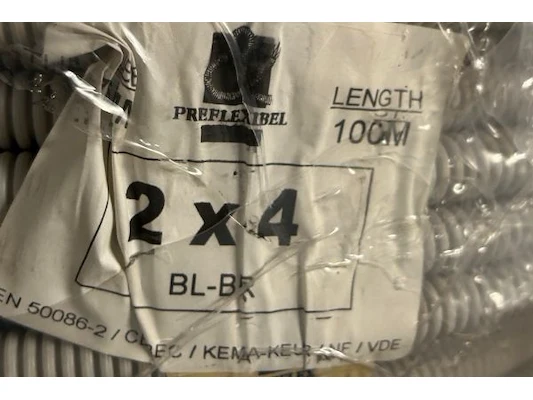 PREFLEXIBEL
LENGTH
100M
2 x 4
BL-BR
EN 50086-2 / CEBEC / KEMA-KEUR / NF / VDE